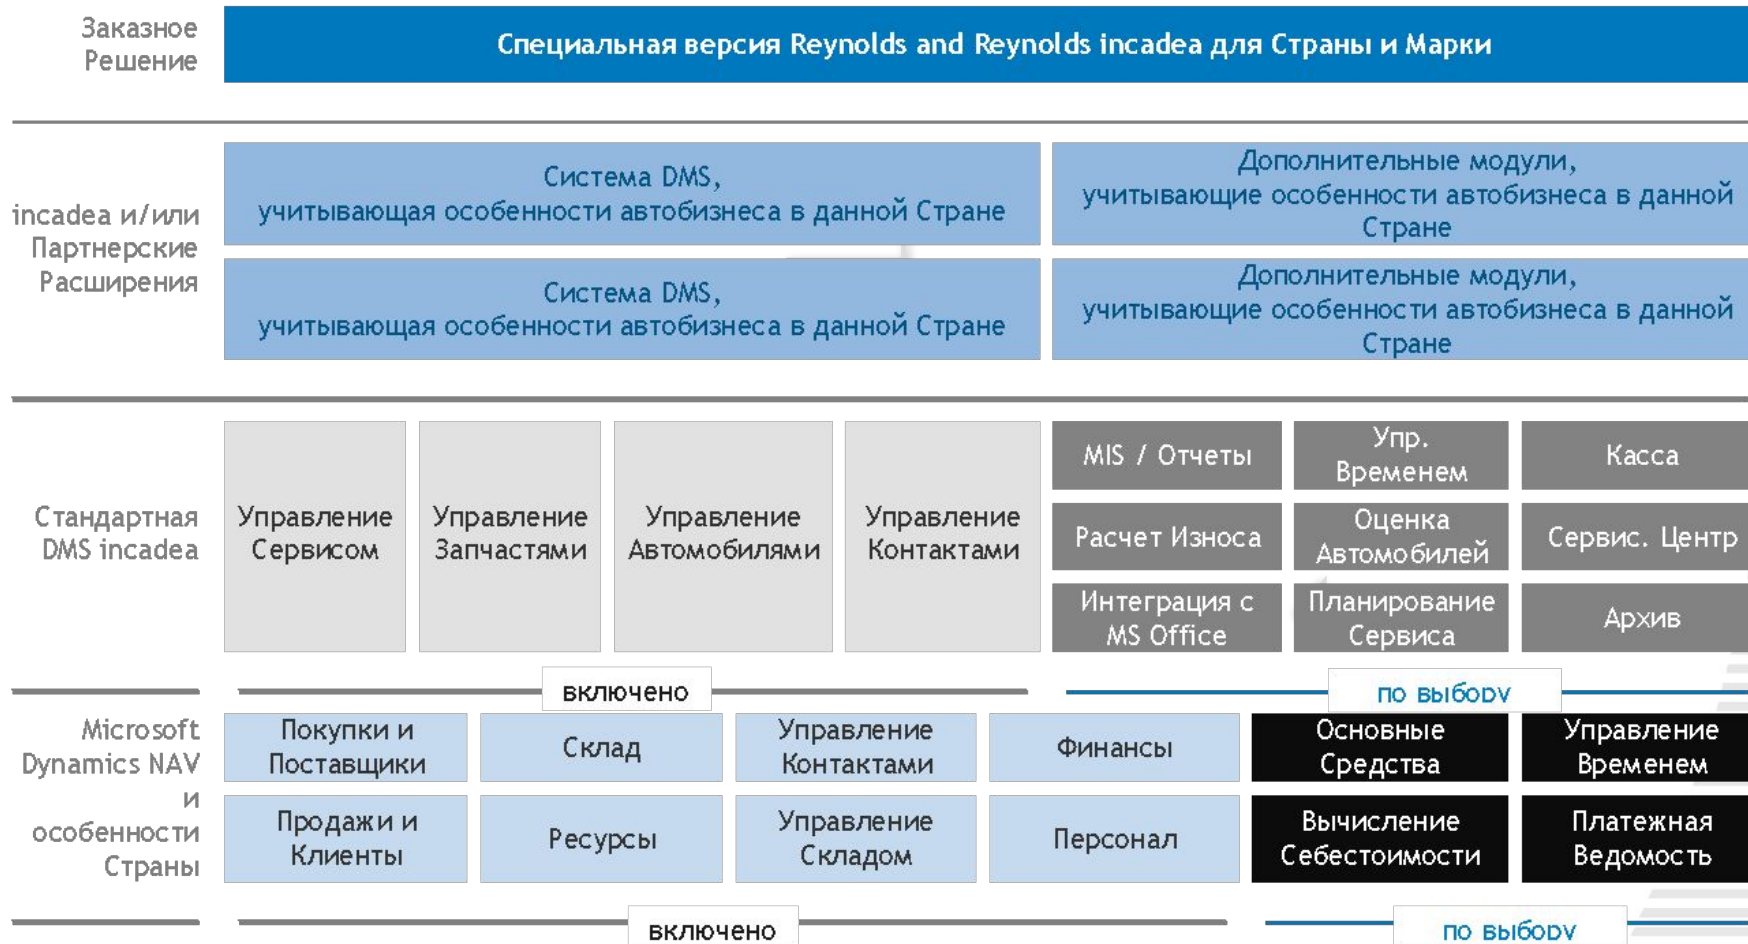 Заказное
Решение
Специальная версия Reynolds and Reynolds incadea для Страны и Марки
incadea и/или
Партнерские
Расширения
Система DMS,
учитывающая особенности автобизнеса в данной Стране
Дополнительные модули,
учитывающие особенности автобизнеса в данной
Стране
Система DMS,
учитывающая особенности автобизнеса в данной Стране
Дополнительные модули,
учитывающие особенности автобизнеса в данной
Стране
Стандартная
DMS incadea
Управление
Сервисом
Управление
Запчастями
Управление
Автомобилями
Управление
Контактами
MIS / Отчеты
Упр.
Временем
Касса
Расчет Износа
Оценка
Автомобилей
Сервис. Центр
Интеграция с
MS Office
Планирование
Сервиса
Архив
включено
по выбору
Microsoft
Dynamics NAV
и
особенности
Страны
Покупки и
Поставщики
Склад
Управление
Контактами
Финансы
Основные
Средства
Управление
Временем
Продажи и
Клиенты
Ресурсы
Управление
Складом
Персонал
Вычисление
Себестоимости
Платежная
Ведомость
включено
по выбору